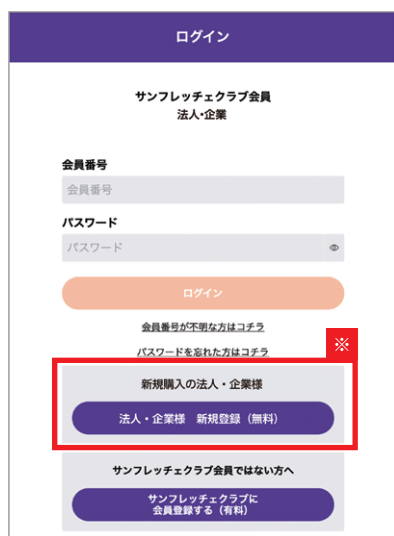 ログイン
サンフレッチェクラブ会員
法人・企業
会員番号
会員番号
パスワード
パスワード
ログイン
会員番号が不明な方はコチラ
パスワードを忘れた方はコチラ
※
新規購入の法人・企業様
法人・企業様　新規登録（無料）
サンフレッチェクラブ会員ではない方へ
サンフレッチェクラブに
会員登録する（有料）